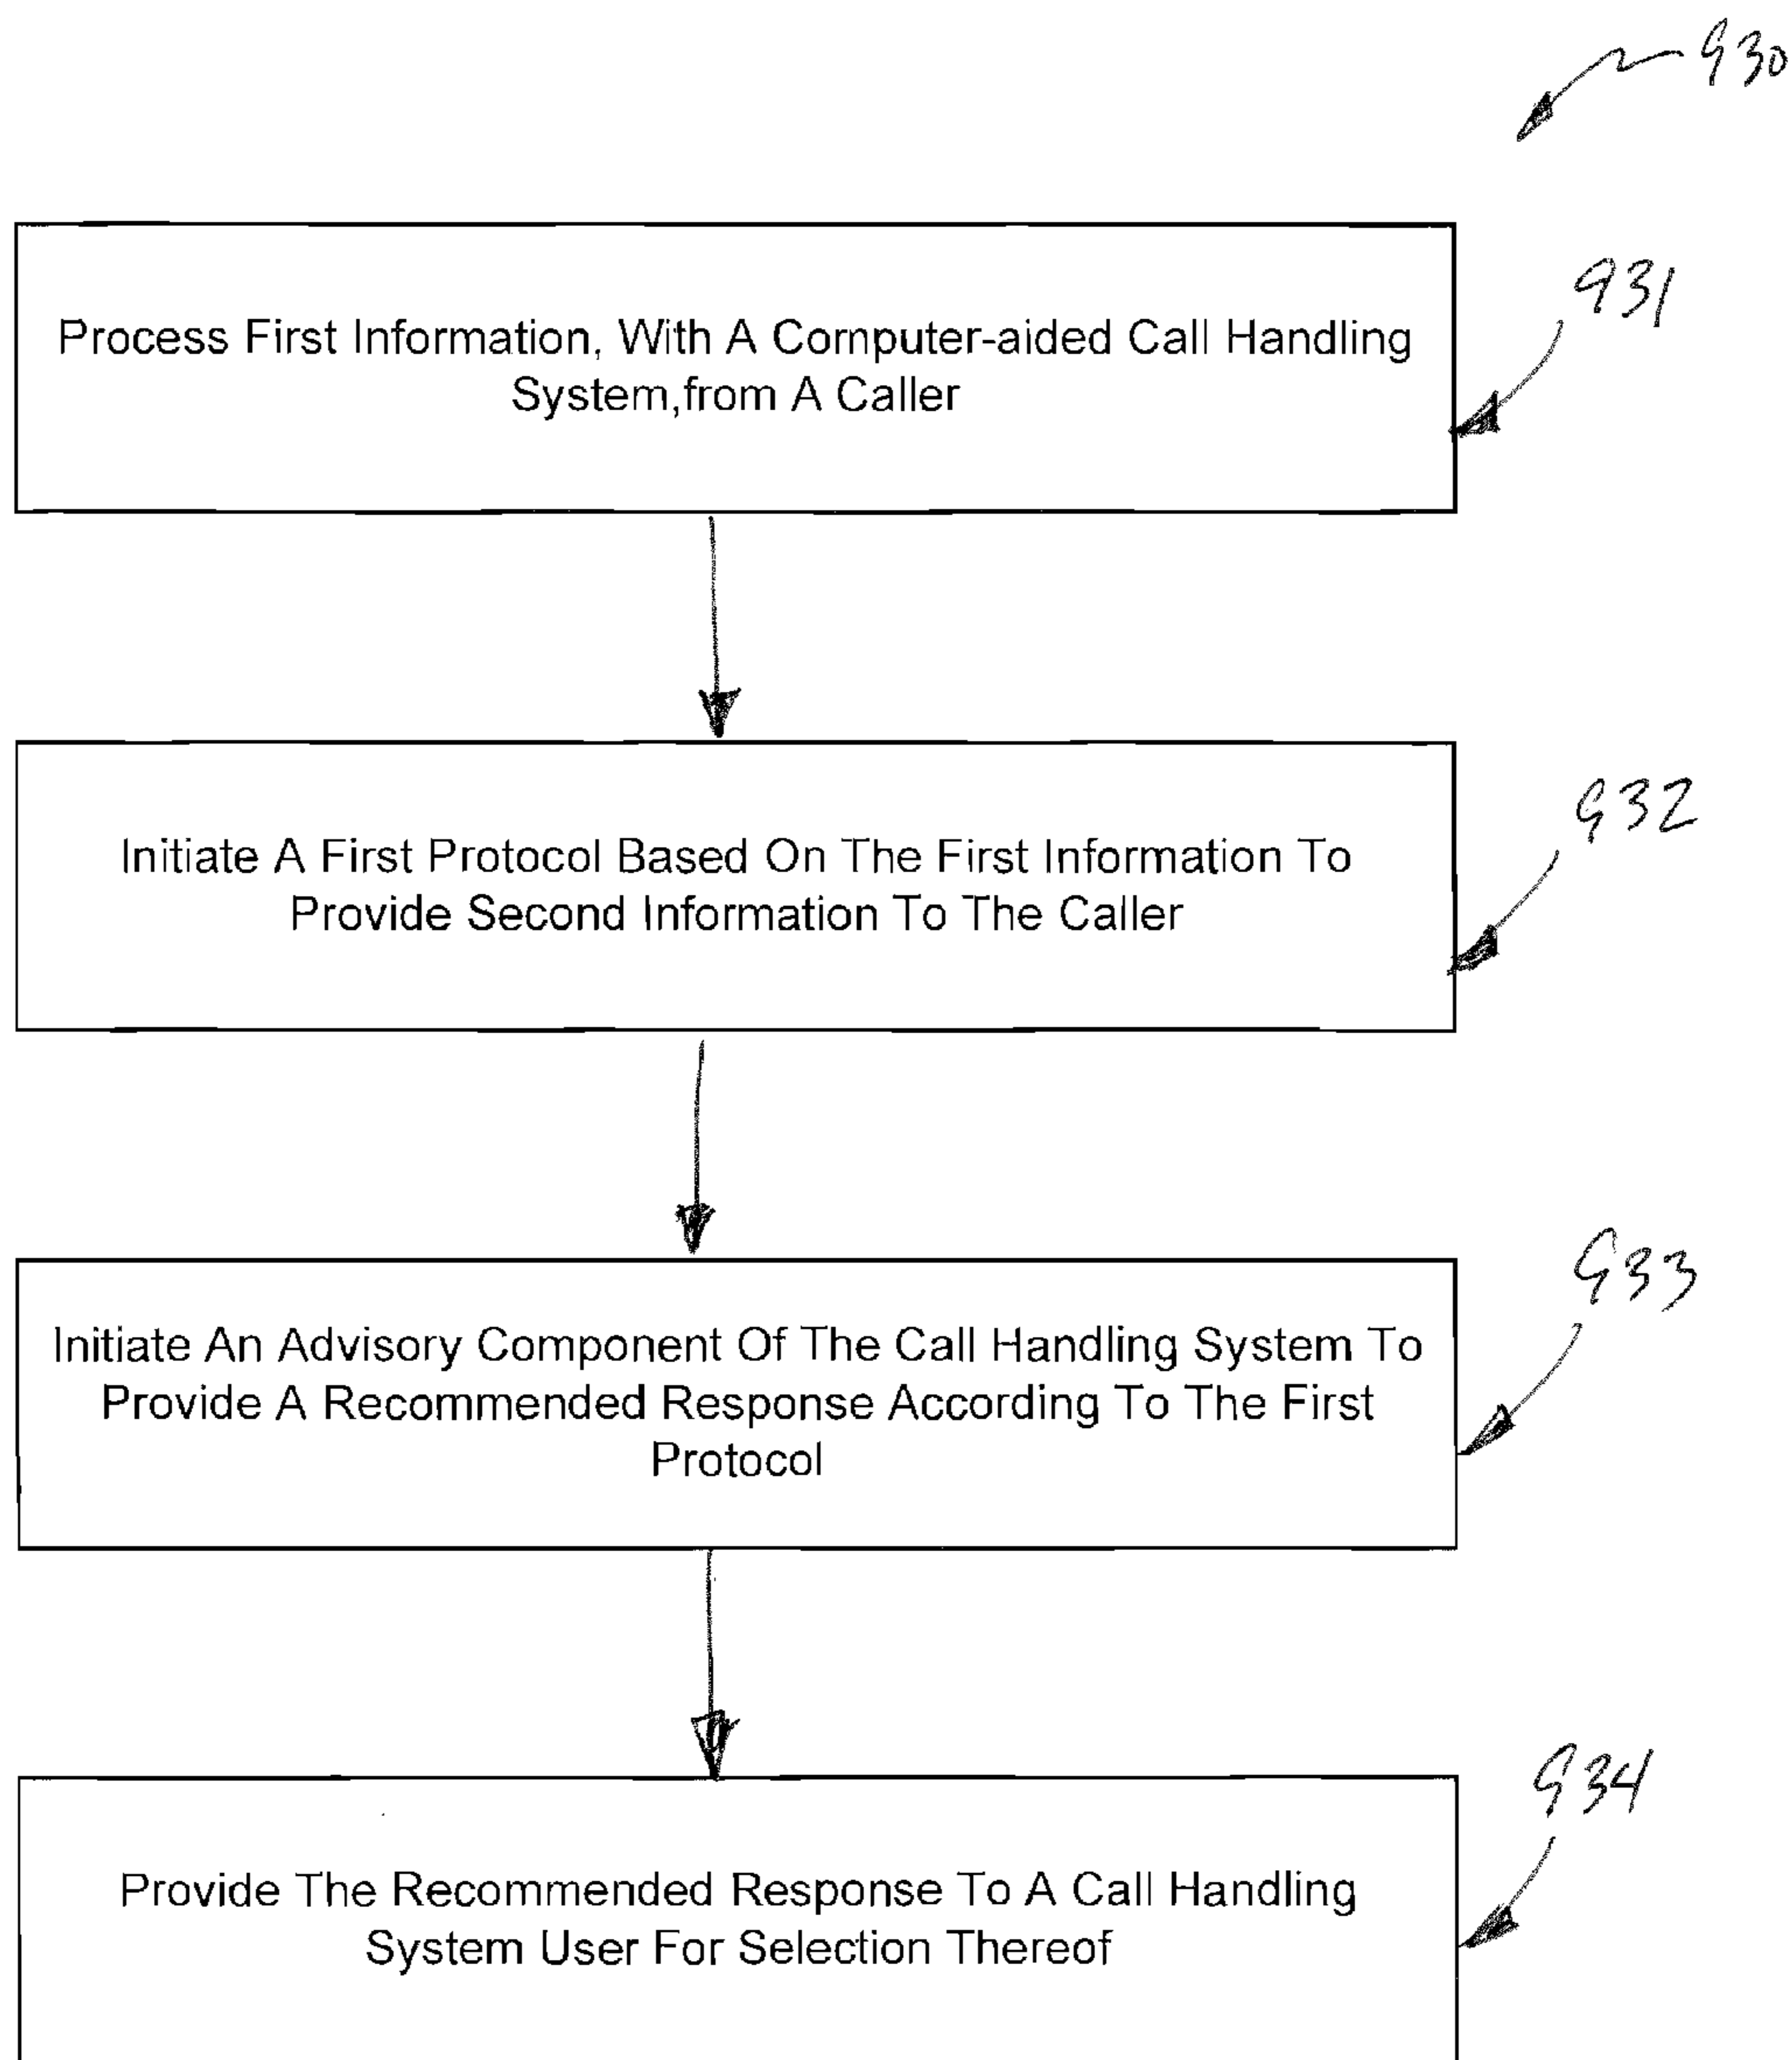 930
931
Process First Information, With A Computer-aided Call Handling
System,from A Caller
932
Initiate A First Protocol Based On The First Information To
Provide Second Information To The Caller
933
Initiate An Advisory Component Of The Call Handling System To
Provide A Recommended Response According To The First
Protocol
934
Provide The Recommended Response To A Call Handling
System User For Selection Thereof